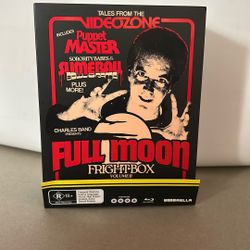 TALES FROM THE
VIDEOZONE
INCLUDES
Puppet
MASTER
SORORITY BABES IN THE
SLIMEBALL
BOWL-O-RAMA
PLUS
MORE!
CHARLES BAND
PRESENTS
FULL MOON
FRIGHTBOX
R 18+
UMBRELLA